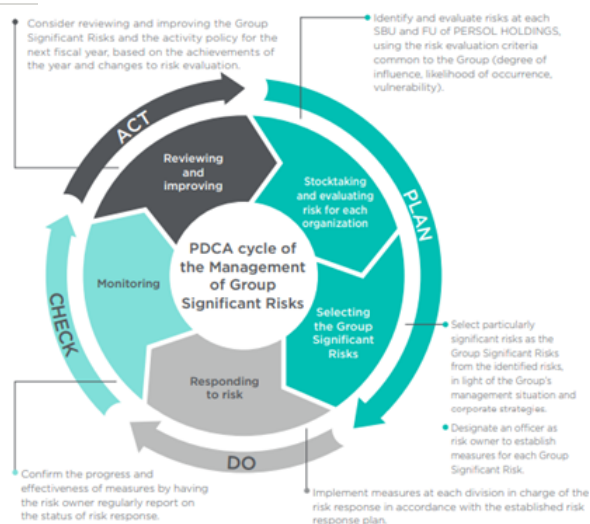 Consider reviewing and improving the Group
Significant Risks and the activity policy for the
next fiscal year, based on the achievements of
the year and changes to risk evaluation.
Identify and evaluate risks at each
SBU and FU of PERSOL HOLDINGS,
using the risk evaluation criteria
common to the Group (degree of
influence, likelihood of occurrence,
vulnerability).
ACT
PLAN
Reviewing
and
improving
Stocktaking
and evaluating
risk for each
organization
PDCA cycle of
the Management
of Group
Significant Risks
Monitoring
Selecting
the Group
Significant
Risks
CHECK
Responding
to risk
DO
Select particularly
significant risks as the
Group Significant Risks
from the identified risks,
in light of the Group's
management situation and
corporate strategies.
Designate an officer as
risk owner to establish
measures for each Group
Significant Risk.
Confirm the progress and
effectiveness of measures by having
the risk owner regularly report on
the status of risk response.
Implement measures at each division in charge of the
risk response in accordance with the established risk
response plan.